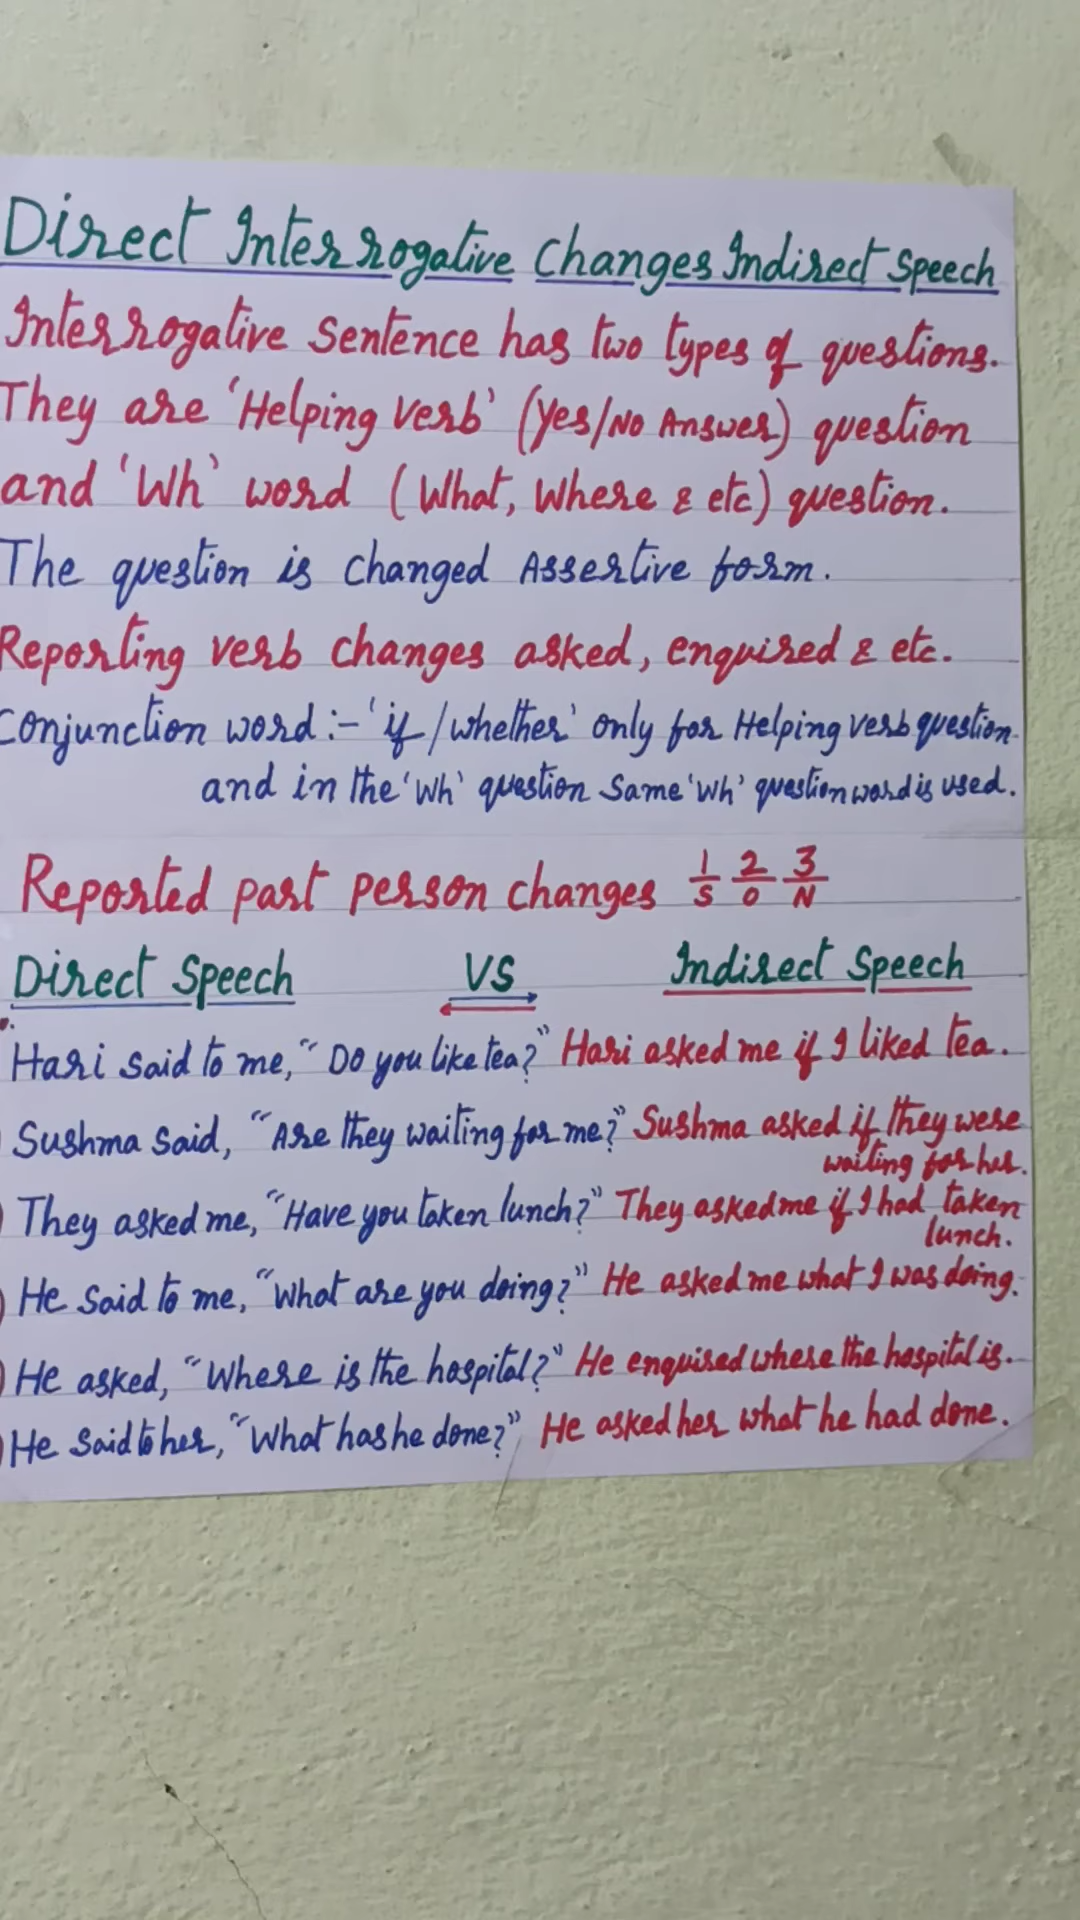 Direct Interrogative Changes Indirect Speech
Interrogative Sentence has two types of questions.
They are 'Helping verb' (Yes/No Answer) question
and 'Wh' word (What, Where & etc) question.
The question is changed Assertive form.
Reporting verb changes asked, enquired & etc.
Conjunction word :- 'if/whether' only for Helping verb question
and in the 'Wh' question Same 'Wh' question word is used.
Reported part person changes 1/S 2/O 3/N
Direct Speech VS Indirect Speech
Hari said to me, "Do you like tea?" Hari asked me if I liked tea.
Sushma said, "Are they waiting for me?" Sushma asked if they were
waiting for her.
They asked me, "Have you taken lunch?" They asked me if I had taken
lunch.
He said to me, "What are you doing?" He asked me what I was doing.
He asked, "Where is the hospital?" He enquired where the hospital is.
He Said to her, "What has he done?" He asked her what he had done.